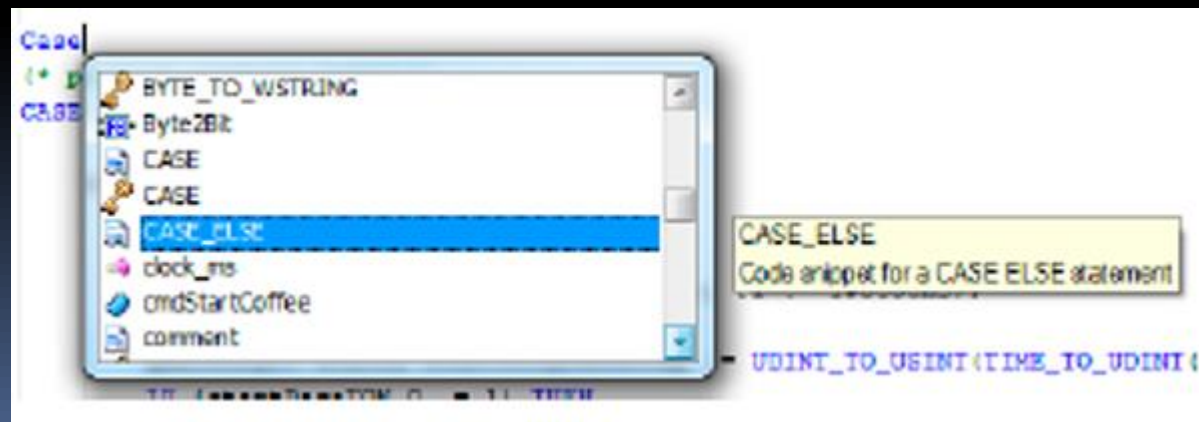 Case
(*
CASE
BYTE_TO_WSTRING
Byte2Bit
CASE
CASE
CASE_ELSE
clock_ms
cmdStartCoffee
comment
CASE_ELSE
Code snippet for a CASE ELSE statement
= UDINT_TO_USINT(TIME_TO_UDINT(